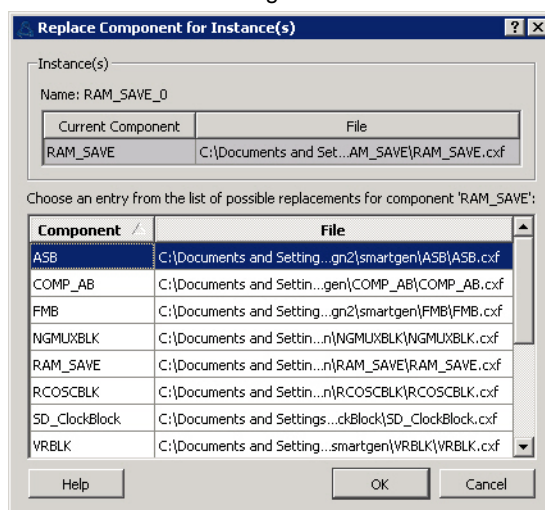 Replace Component for Instance(s)
Instance(s)
Name: RAM_SAVE_0
Current Component File
RAM_SAVE C:\Documents and Set...AM_SAVE\RAM_SAVE.cxf
Choose an entry from the list of possible replacements for component 'RAM_SAVE':
Component File
ASB C:\Documents and Setting...gn2\smartgen\ASB\ASB.cxf
COMP_AB C:\Documents and Settin...gen\COMP_AB\COMP_AB.cxf
FMB C:\Documents and Setting...gn2\smartgen\FMB\FMB.cxf
NGMUXBLK C:\Documents and Settin...n\NGMUXBLK\NGMUXBLK.cxf
RAM_SAVE C:\Documents and Settin...n\RAM_SAVE\RAM_SAVE.cxf
RCOSCBLK C:\Documents and Settin...n\RCOSCBLK\RCOSCBLK.cxf
SD_ClockBlock C:\Documents and Settings...ckBlock\SD_ClockBlock.cxf
VRBLK C:\Documents and Setting...smartgen\VRBLK\VRBLK.cxf
Help OK Cancel